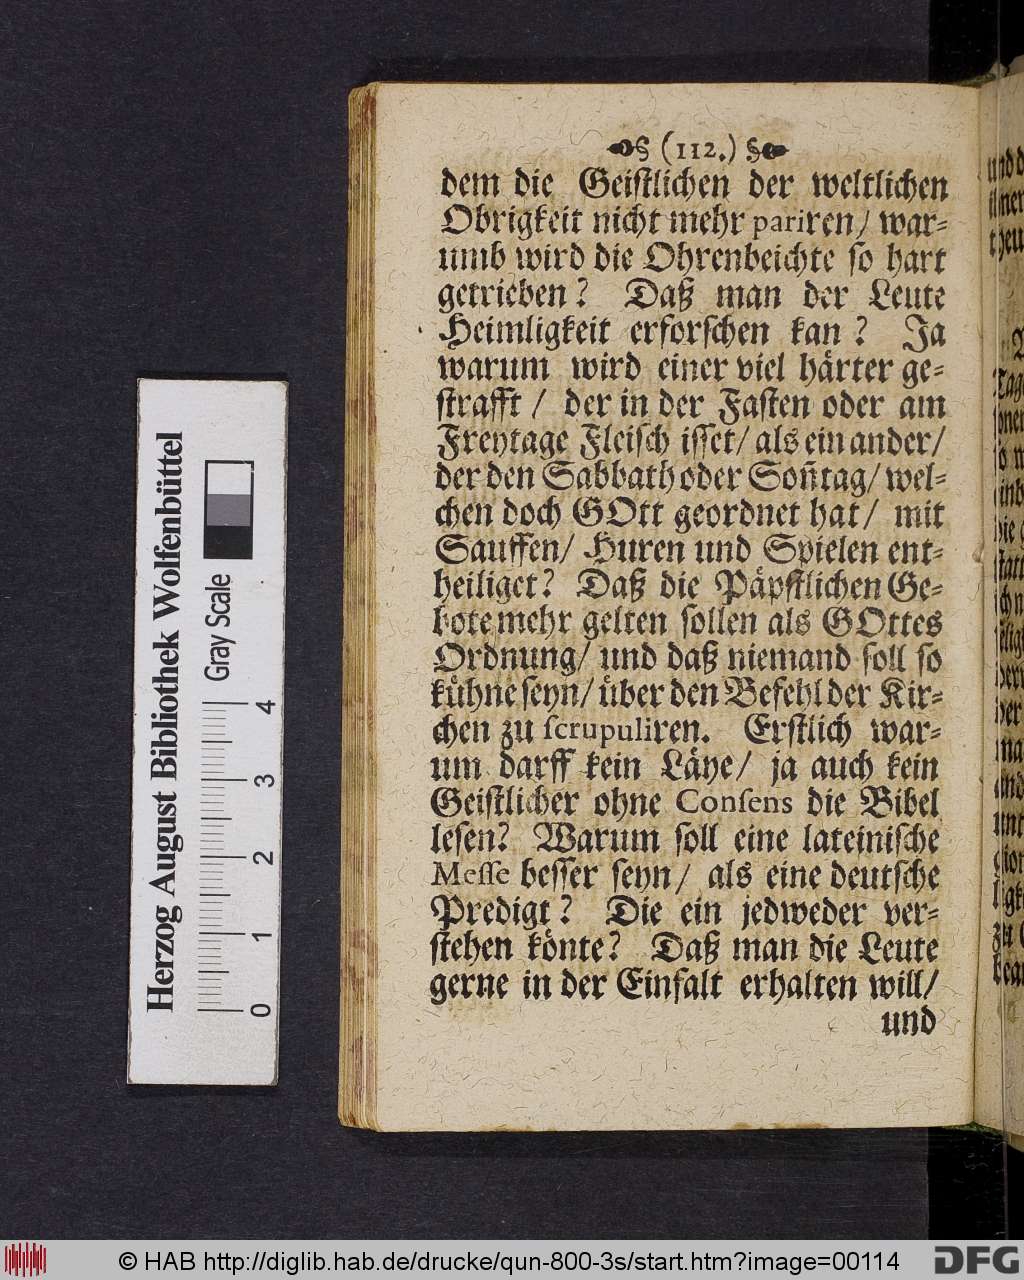 (112.)
dem die Geistlichen der weltlichen
Obrigkeit nicht mehr pariren/ war-
umb wird die Ohrenbeichte so hart
getrieben? Daß man der Leute
Heimligkeit erforschen kan? Ja
warum wird einer viel härter ge-
strafft/ der in der Fasten oder am
Freytage Fleisch isset/ als ein ander/
der den Sabbath oder Soñtag/ wel-
chen doch GOtt geordnet hat/ mit
Sauffen/ Huren und Spielen ent-
heiliget? Daß die Päpstlichen Ge-
bote mehr gelten sollen als GOttes
Ordnung/ und daß niemand soll so
kühne seyn/ über den Befehl der Kir-
chen zu scrupuliren. Erstlich war-
um darff kein Läye/ ja auch kein
Geistlicher ohne Consens die Bibel
lesen? Warum soll eine lateinische
Messe besser seyn/ als eine deutsche
Predigt? Die ein jedweder ver-
stehen könte? Daß man die Leute
gerne in der Einfalt erhalten will/
und
Herzog August Bibliothek Wolfenbüttel
Gray Scale
0 1 2 3 4
© HAB http://diglib.hab.de/drucke/qun-800-3s/start.htm?image=00114
DFG